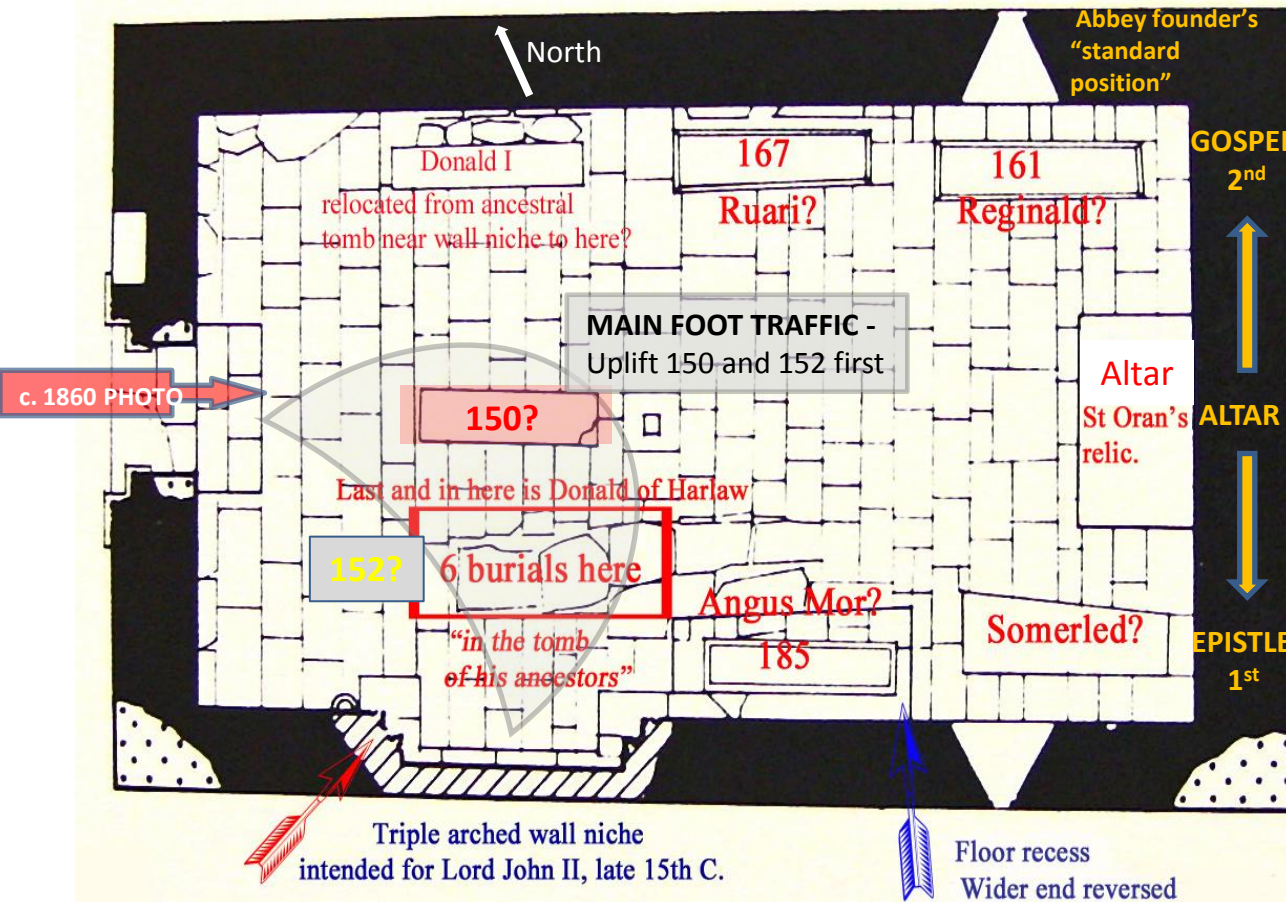 Abbey founder’s
“standard
position”
North
GOSPEL
2nd
Donald I
relocated from ancestral
tomb near wall niche to here?
167
Ruari?
161
Reginald?
MAIN FOOT TRAFFIC -
Uplift 150 and 152 first
c. 1860 PHOTO
150?
Altar
St Oran’s
relic.
ALTAR
Last and in here is Donald of Harlaw
152?
6 burials here
“in the tomb
of his ancestors”
Angus Mor?
185
Somerled?
EPISTLE
1st
Triple arched wall niche
intended for Lord John II, late 15th C.
Floor recess
Wider end reversed